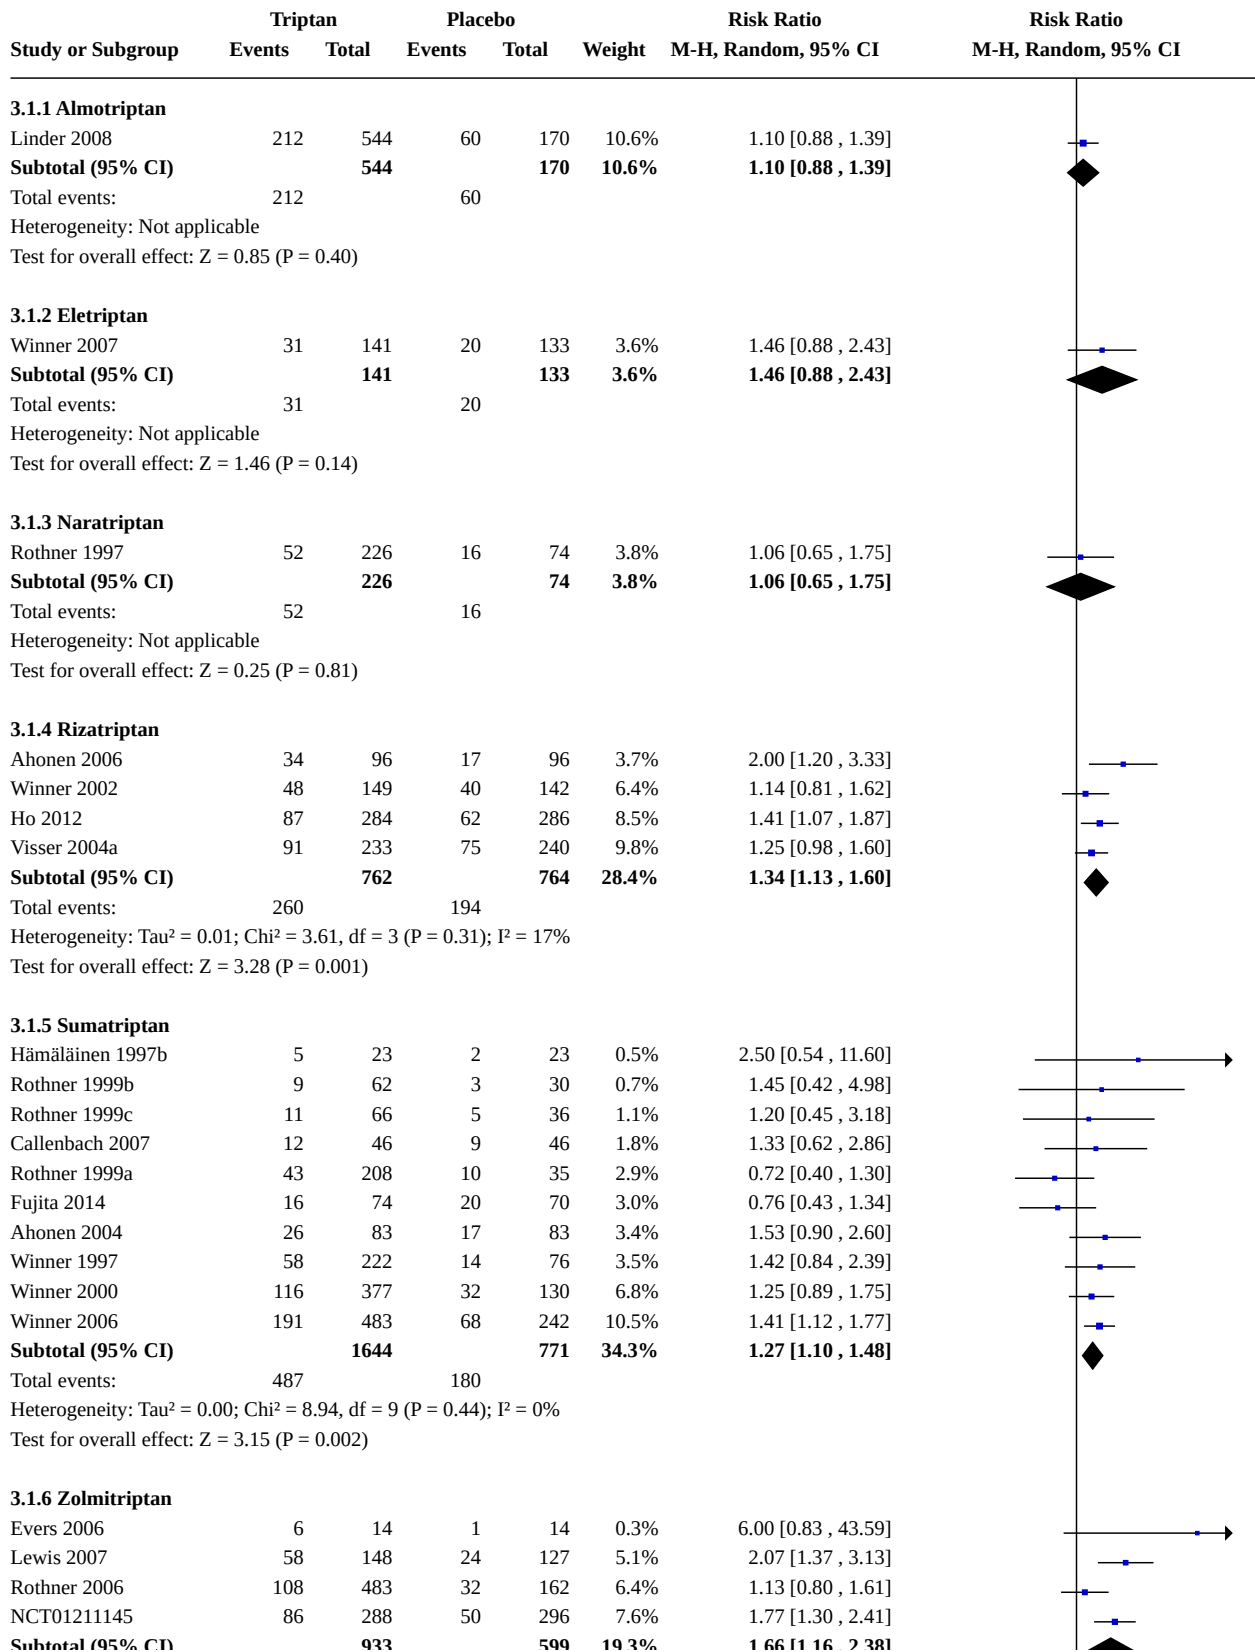 Triptan Placebo Risk Ratio Risk Ratio
Study or Subgroup Events Total Events Total Weight M-H, Random, 95% CI M-H, Random, 95% CI
3.1.1 Almotriptan
Linder 2008 212 544 60 170 10.6% 1.10 [0.88 , 1.39]
Subtotal (95% CI) 544 170 10.6% 1.10 [0.88 , 1.39]
Total events: 212 60
Heterogeneity: Not applicable
Test for overall effect: Z = 0.85 (P = 0.40)
3.1.2 Eletriptan
Winner 2007 31 141 20 133 3.6% 1.46 [0.88 , 2.43]
Subtotal (95% CI) 141 133 3.6% 1.46 [0.88 , 2.43]
Total events: 31 20
Heterogeneity: Not applicable
Test for overall effect: Z = 1.46 (P = 0.14)
3.1.3 Naratriptan
Rothner 1997 52 226 16 74 3.8% 1.06 [0.65 , 1.75]
Subtotal (95% CI) 226 74 3.8% 1.06 [0.65 , 1.75]
Total events: 52 16
Heterogeneity: Not applicable
Test for overall effect: Z = 0.25 (P = 0.81)
3.1.4 Rizatriptan
Ahonen 2006 34 96 17 96 3.7% 2.00 [1.20 , 3.33]
Winner 2002 48 149 40 142 6.4% 1.14 [0.81 , 1.62]
Ho 2012 87 284 62 286 8.5% 1.41 [1.07 , 1.87]
Visser 2004a 91 233 75 240 9.8% 1.25 [0.98 , 1.60]
Subtotal (95% CI) 762 764 28.4% 1.34 [1.13 , 1.60]
Total events: 260 194
Heterogeneity: Tau² = 0.01; Chi² = 3.61, df = 3 (P = 0.31); I² = 17%
Test for overall effect: Z = 3.28 (P = 0.001)
3.1.5 Sumatriptan
Hämäläinen 1997b 5 23 2 23 0.5% 2.50 [0.54 , 11.60]
Rothner 1999b 9 62 3 30 0.7% 1.45 [0.42 , 4.98]
Rothner 1999c 11 66 5 36 1.1% 1.20 [0.45 , 3.18]
Callenbach 2007 12 46 9 46 1.8% 1.33 [0.62 , 2.86]
Rothner 1999a 43 208 10 35 2.9% 0.72 [0.40 , 1.30]
Fujita 2014 16 74 20 70 3.0% 0.76 [0.43 , 1.34]
Ahonen 2004 26 83 17 83 3.4% 1.53 [0.90 , 2.60]
Winner 1997 58 222 14 76 3.5% 1.42 [0.84 , 2.39]
Winner 2000 116 377 32 130 6.8% 1.25 [0.89 , 1.75]
Winner 2006 191 483 68 242 10.5% 1.41 [1.12 , 1.77]
Subtotal (95% CI) 1644 771 34.3% 1.27 [1.10 , 1.48]
Total events: 487 180
Heterogeneity: Tau² = 0.00; Chi² = 8.94, df = 9 (P = 0.44); I² = 0%
Test for overall effect: Z = 3.15 (P = 0.002)
3.1.6 Zolmitriptan
Evers 2006 6 14 1 14 0.3% 6.00 [0.83 , 43.59]
Lewis 2007 58 148 24 127 5.1% 2.07 [1.37 , 3.13]
Rothner 2006 108 483 32 162 6.4% 1.13 [0.80 , 1.61]
NCT01211145 86 288 50 296 7.6% 1.77 [1.30 , 2.41]
Subtotal (95% CI) 933 599 19.3% 1.66 [1.16 , 2.38]